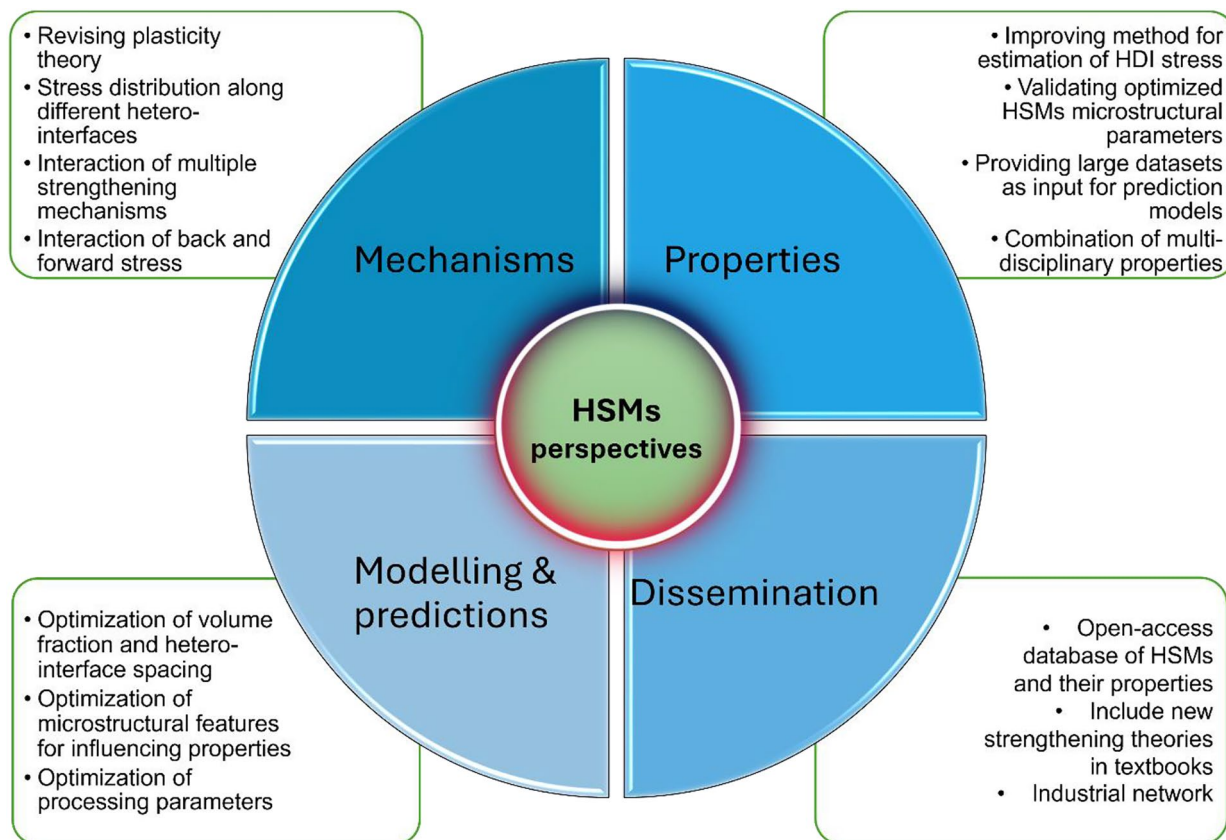 • Revising plasticity
theory
• Stress distribution along
different hetero-
interfaces
• Interaction of multiple
strengthening
mechanisms
• Interaction of back and
forward stress
• Improving method for
estimation of HDI stress
• Validating optimized
HSMs microstructural
parameters
• Providing large datasets
as input for prediction
models
• Combination of multi-
disciplinary properties
Mechanisms
Properties
HSMs
perspectives
Modelling &
predictions
Dissemination
• Optimization of volume
fraction and hetero-
interface spacing
• Optimization of
microstructural features
for influencing properties
• Optimization of
processing parameters
• Open-access
database of HSMs
and their properties
• Include new
strengthening theories
in textbooks
• Industrial network